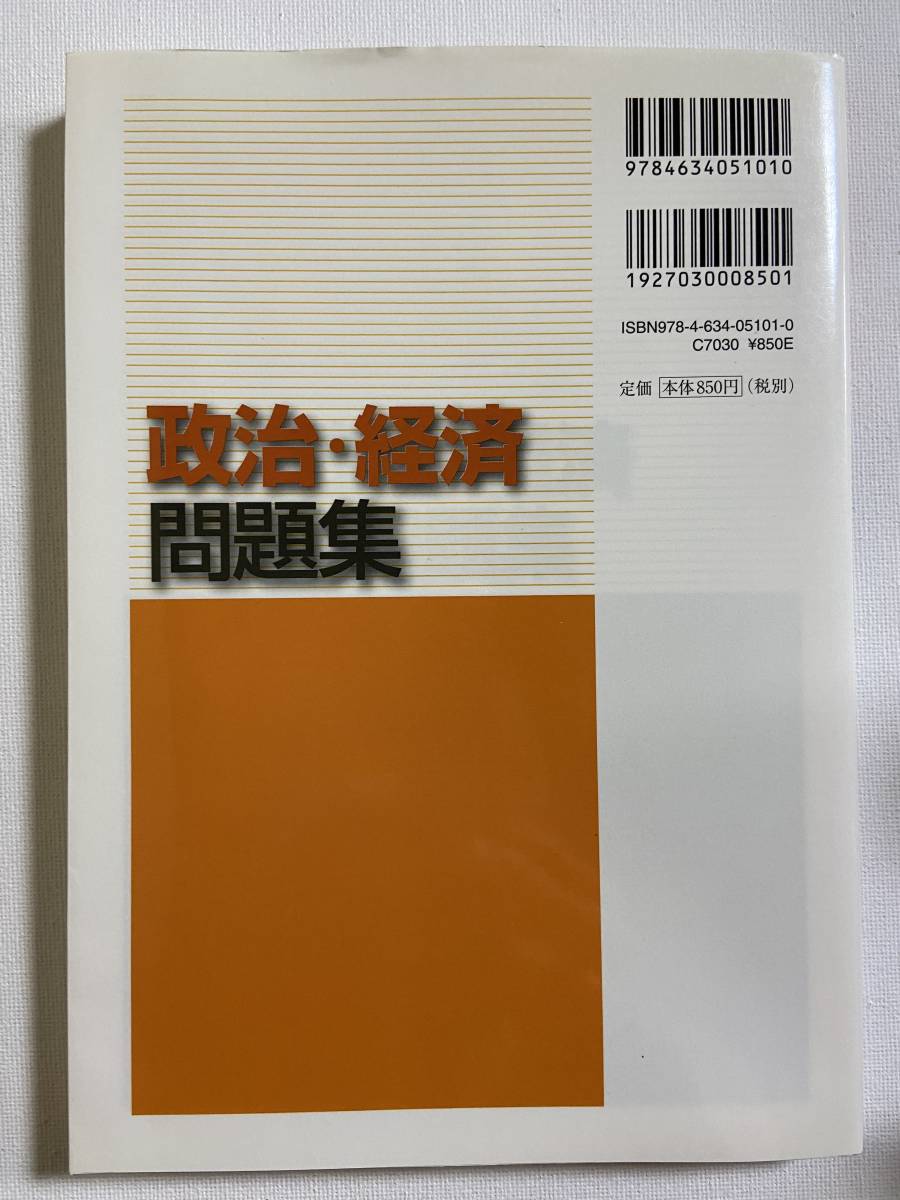 9784634051010
1927030008501
ISBN978-4-634-05101-0
C7030 ¥850E
定価 本体850円(税別)
政治・経済
問題集